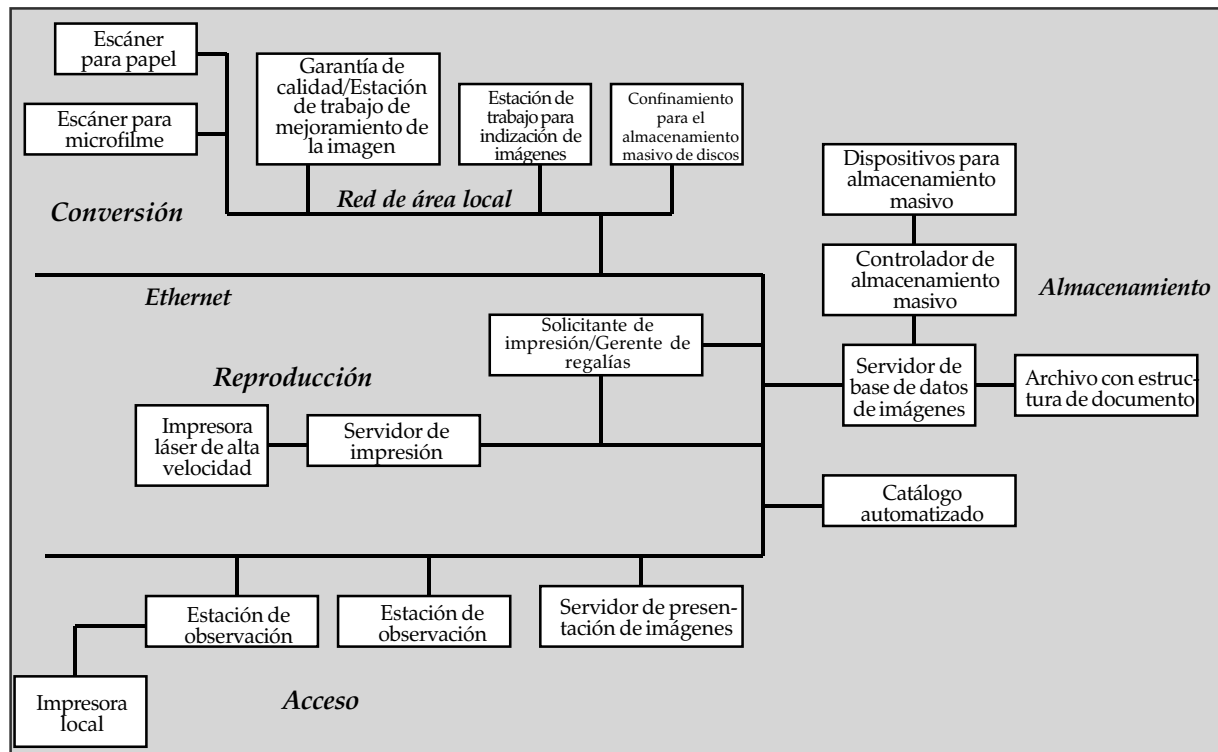 Escáner
para papel
Escáner para
microfilme
Garantía de
calidad/Estación
de trabajo de
mejoramiento de
la imagen
Estación de
trabajo para
indización de
imágenes
Confinamiento
para el
almacenamiento
masivo de discos
Conversión
Red de área local
Dispositivos para
almacenamiento
masivo
Controlador de
almacenamiento
masivo
Almacenamiento
Ethernet
Solicitante de
impresión/Gerente de
regalías
Servidor de
base de datos
de imágenes
Archivo con estruc-
tura de documento
Reproducción
Impresora
láser de alta
velocidad
Servidor de
impresión
Catálogo
automatizado
Estación de
observación
Estación de
observación
Servidor de presen-
tación de imágenes
Impresora
local
Acceso